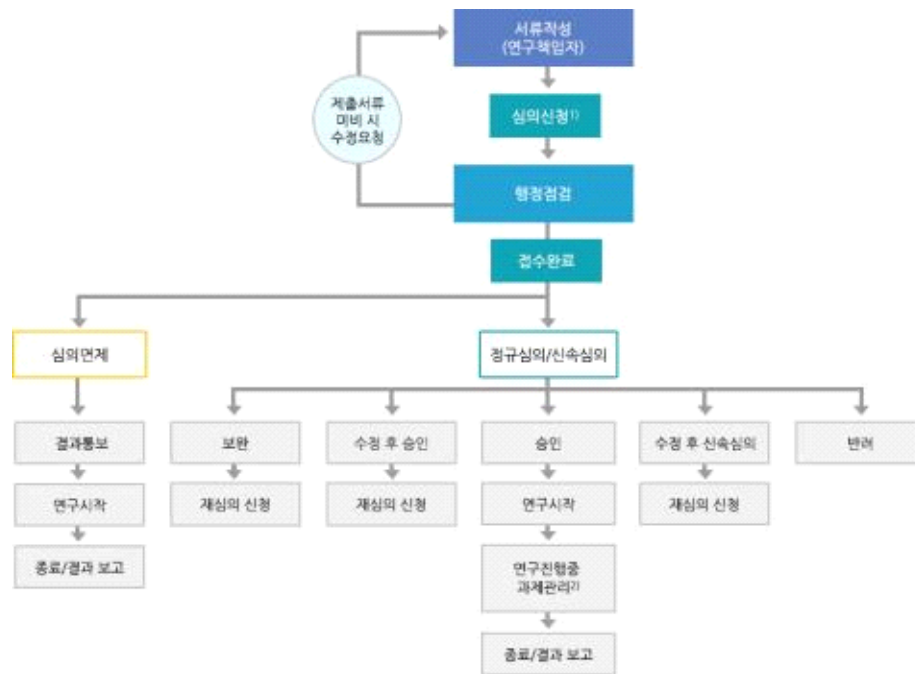 서류작성
(연구책임자)
제출서류
미비 시
수정요청
심의신청1)
행정점검
접수완료
심의면제
정규심의/신속심의
결과통보
보완
수정 후 승인
승인
수정 후 신속심의
반려
연구시작
재심의 신청
재심의 신청
연구시작
재심의 신청
종료/결과 보고
연구진행중
과제관리2)
종료/결과 보고